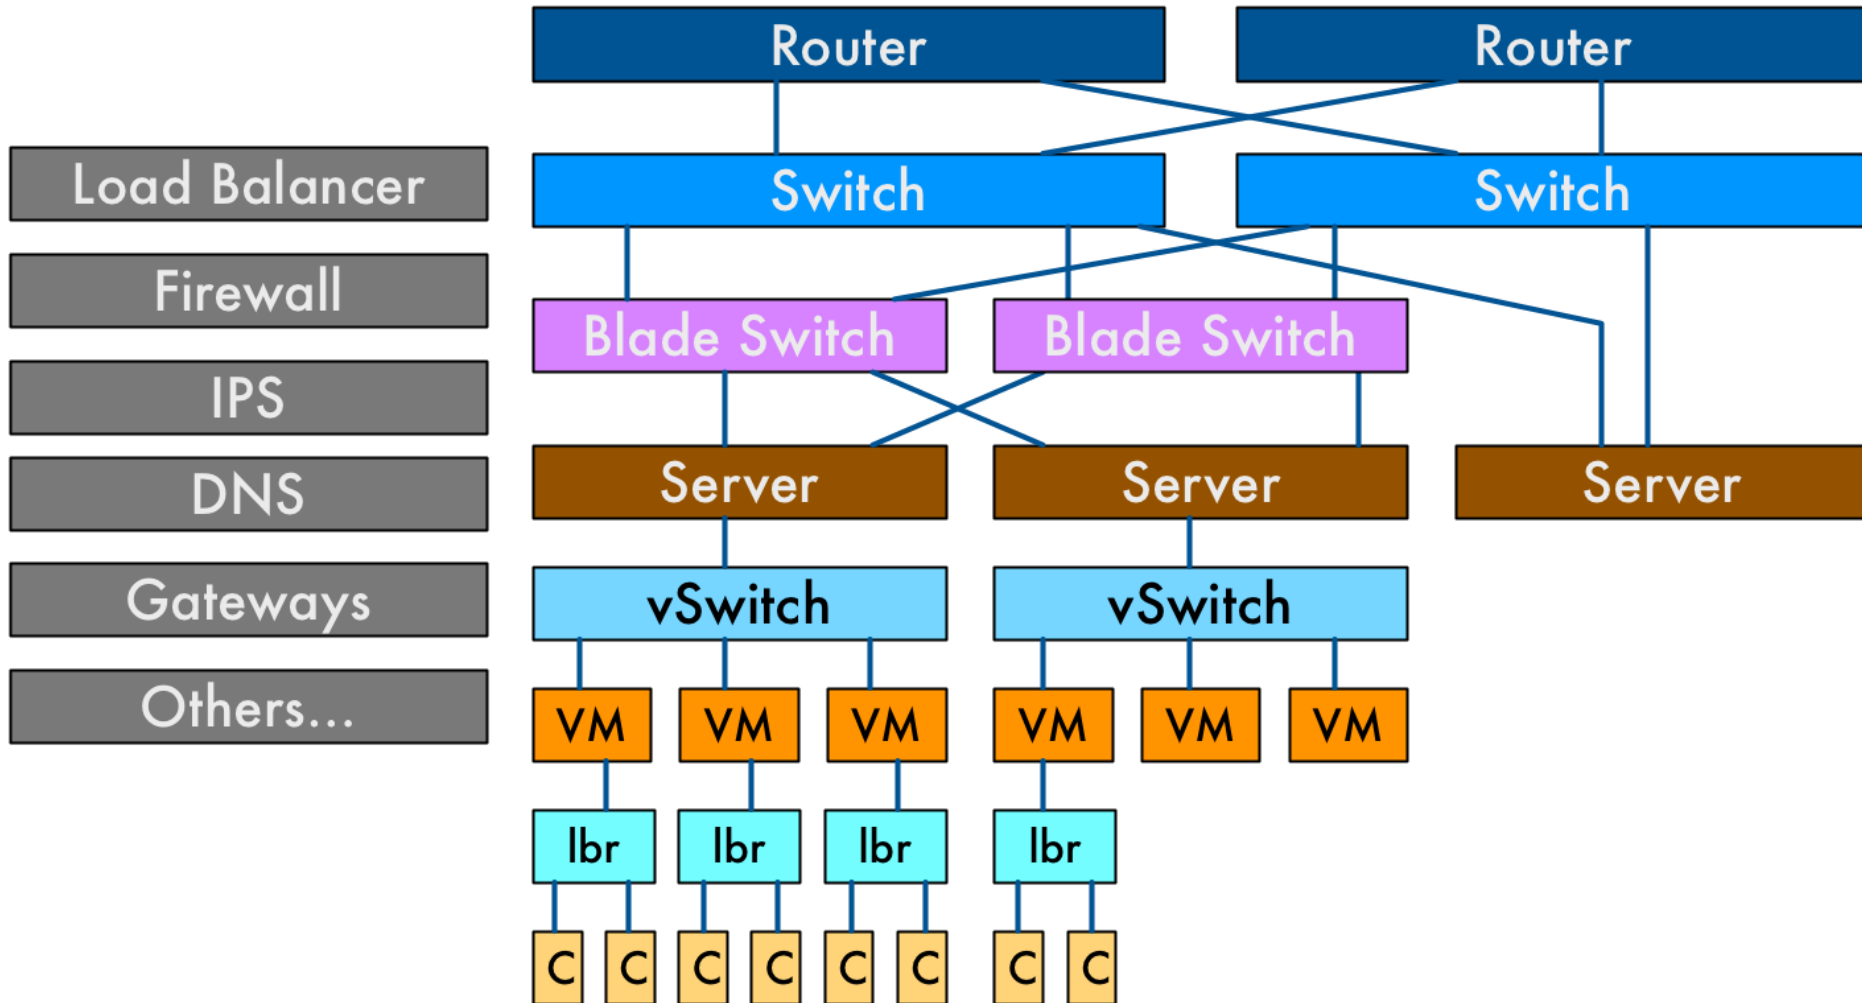 Router
Router
Load Balancer
Switch
Switch
Firewall
Blade Switch
Blade Switch
IPS
Server
Server
Server
DNS
Gateways
vSwitch
vSwitch
Others...
VM
VM
VM
VM
VM
VM
lbr
lbr
lbr
lbr
C
C
C
C
C
C
C
C